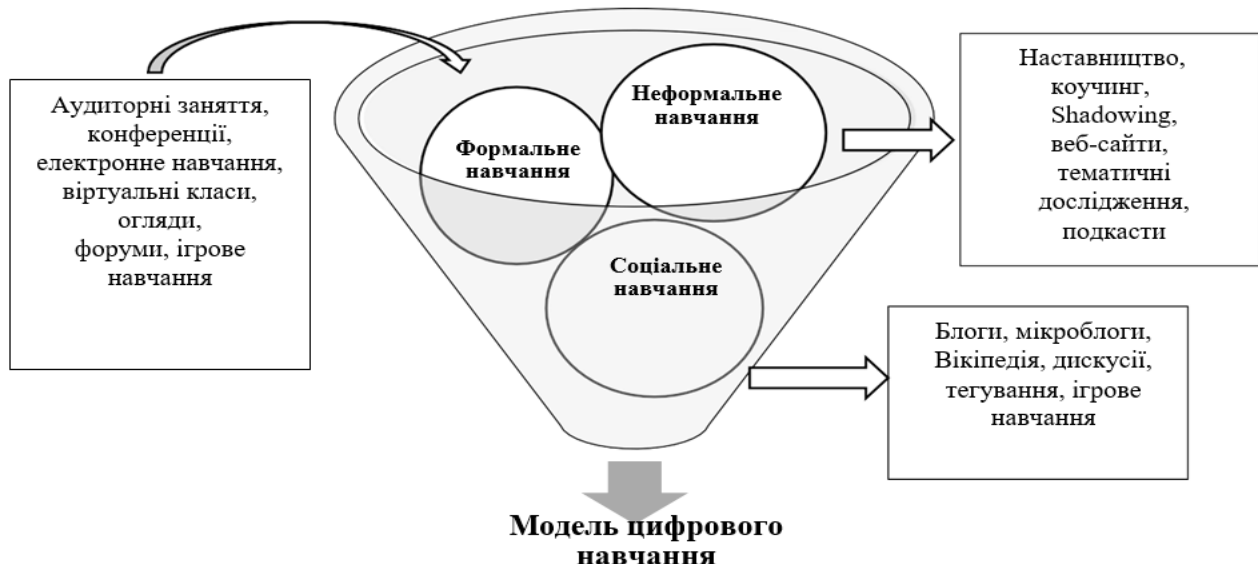 Аудиторні заняття,
конференції,
електронне навчання,
віртуальні класи,
огляди,
форуми, ігрове
навчання
Формальне
навчання
Неформальне
навчання
Соціальне
навчання
Наставництво,
коучинг,
Shadowing,
веб-сайти,
тематичні
дослідження,
подкасти
Блоги, мікроблоги,
Вікіпедія, дискусії,
тегування, ігрове
навчання
Модель цифрового
навчання